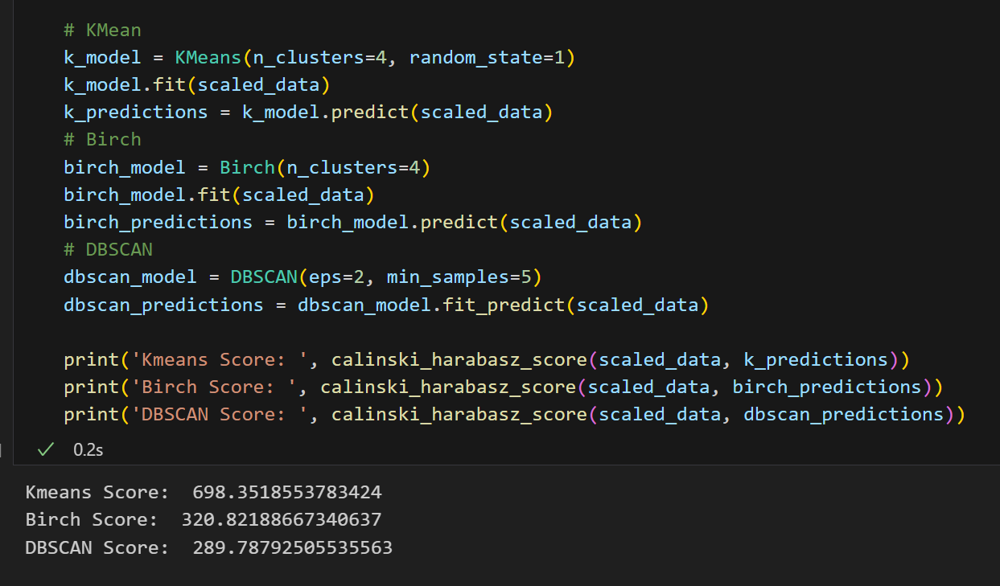 # KMean
k_model = KMeans(n_clusters=4, random_state=1)
k_model.fit(scaled_data)
k_predictions = k_model.predict(scaled_data)
# Birch
birch_model = Birch(n_clusters=4)
birch_model.fit(scaled_data)
birch_predictions = birch_model.predict(scaled_data)
# DBSCAN
dbscan_model = DBSCAN(eps=2, min_samples=5)
dbscan_predictions = dbscan_model.fit_predict(scaled_data)
print('Kmeans Score: ', calinski_harabasz_score(scaled_data, k_predictions))
print('Birch Score: ', calinski_harabasz_score(scaled_data, birch_predictions))
print('DBSCAN Score: ', calinski_harabasz_score(scaled_data, dbscan_predictions))
✓ 0.2s
Kmeans Score:  698.3518553783424
Birch Score:  320.82188667340637
DBSCAN Score:  289.78792505535563